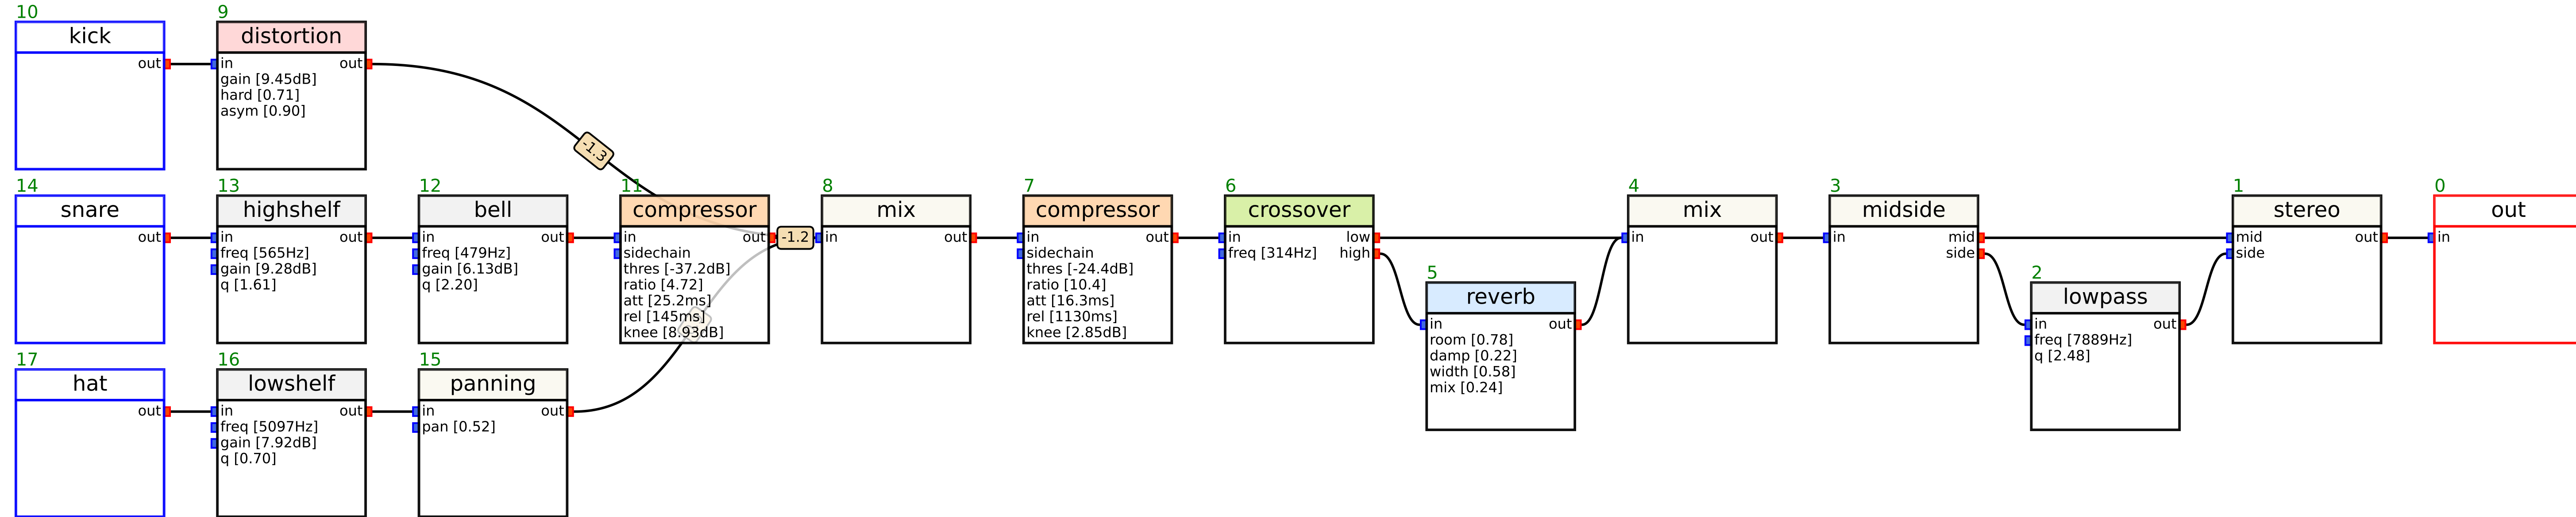 10
kick
out
9
distortion
in out
gain [9.45dB]
hard [0.71]
asym [0.90]
-1.3
14
snare
out
13
highshelf
in out
freq [565Hz]
gain [9.28dB]
q [1.61]
12
bell
in out
freq [479Hz]
gain [6.13dB]
q [2.20]
11
compressor
in out
sidechain
thres [-37.2dB]
ratio [4.72]
att [25.2ms]
rel [145ms]
knee [8.93dB]
-1.2
8
mix
in out
7
compressor
in out
sidechain
thres [-24.4dB]
ratio [10.4]
att [16.3ms]
rel [1130ms]
knee [2.85dB]
6
crossover
in low
freq [314Hz] high
5
reverb
in out
room [0.78]
damp [0.22]
width [0.58]
mix [0.24]
4
mix
in out
3
midside
in mid
side
2
lowpass
in out
freq [7889Hz]
q [2.48]
1
stereo
mid out
side
0
out
in
17
hat
out
16
lowshelf
in out
freq [5097Hz]
gain [7.92dB]
q [0.70]
15
panning
in out
pan [0.52]